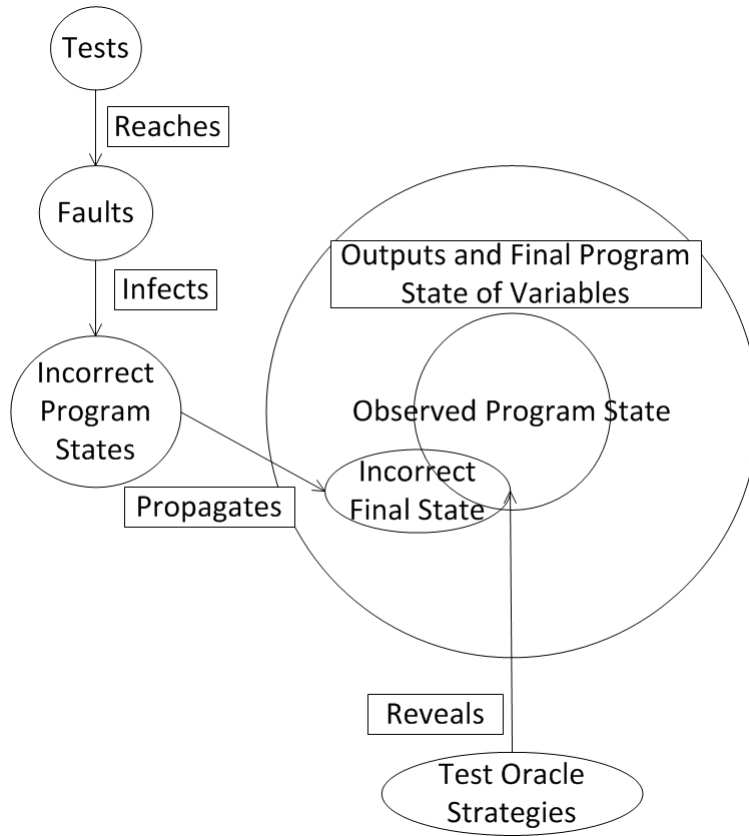 Tests
Reaches
Faults
Infects
Incorrect
Program
States
Propagates
Outputs and Final Program
State of Variables
Observed Program State
Incorrect
Final State
Reveals
Test Oracle
Strategies